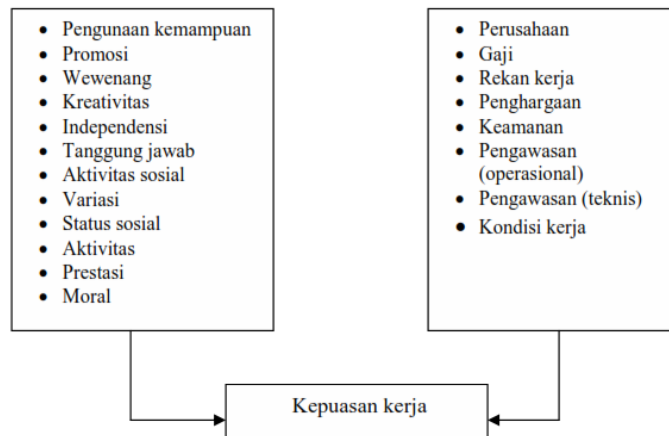 Pengunaan kemampuan
Promosi
Wewenang
Kreativitas
Independensi
Tanggung jawab
Aktivitas sosial
Variasi
Status sosial
Aktivitas
Prestasi
Moral
Perusahaan
Gaji
Rekan kerja
Penghargaan
Keamanan
Pengawasan
(operasional)
Pengawasan (teknis)
Kondisi kerja
Kepuasan kerja